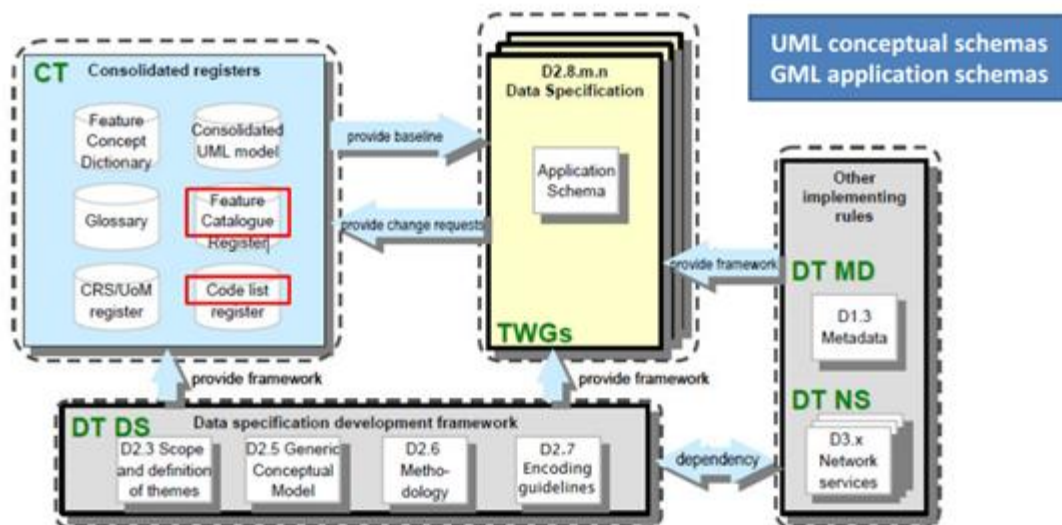 UML conceptual schemas
GML application schemas
CT
Consolidated registers
Feature
Concept
Dictionary
Consolidated
UML model
Glossary
Feature
Catalogue
Register
CRS/UoM
register
Code list
register
provide baseline
provide change requests
D2.8.m.n
Data Specification
Application
Schema
TWGs
provide framework
Other
implementing
rules
DT MD
D1.3
Metadata
DT NS
D3.x
Network
services
provide framework
provide framework
DT DS
Data specification development framework
D2.3 Scope
and definition
of themes
D2.5 Generic
Conceptual
Model
D2.6
Metho-
dology
D2.7
Encoding
guidelines
dependency